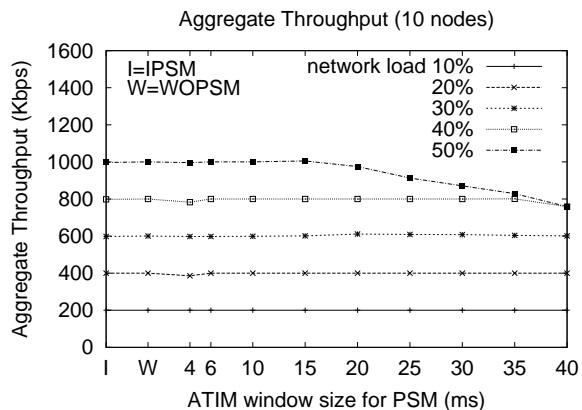 Aggregate Throughput (10 nodes)
1600
1400
1200
1000
800
600
400
200
0
Aggregate Throughput (Kbps)
I=IPSM
W=WOPSM
network load 10%
20%
30%
40%
50%
I W 4 6 10 15 20 25 30 35 40
ATIM window size for PSM (ms)